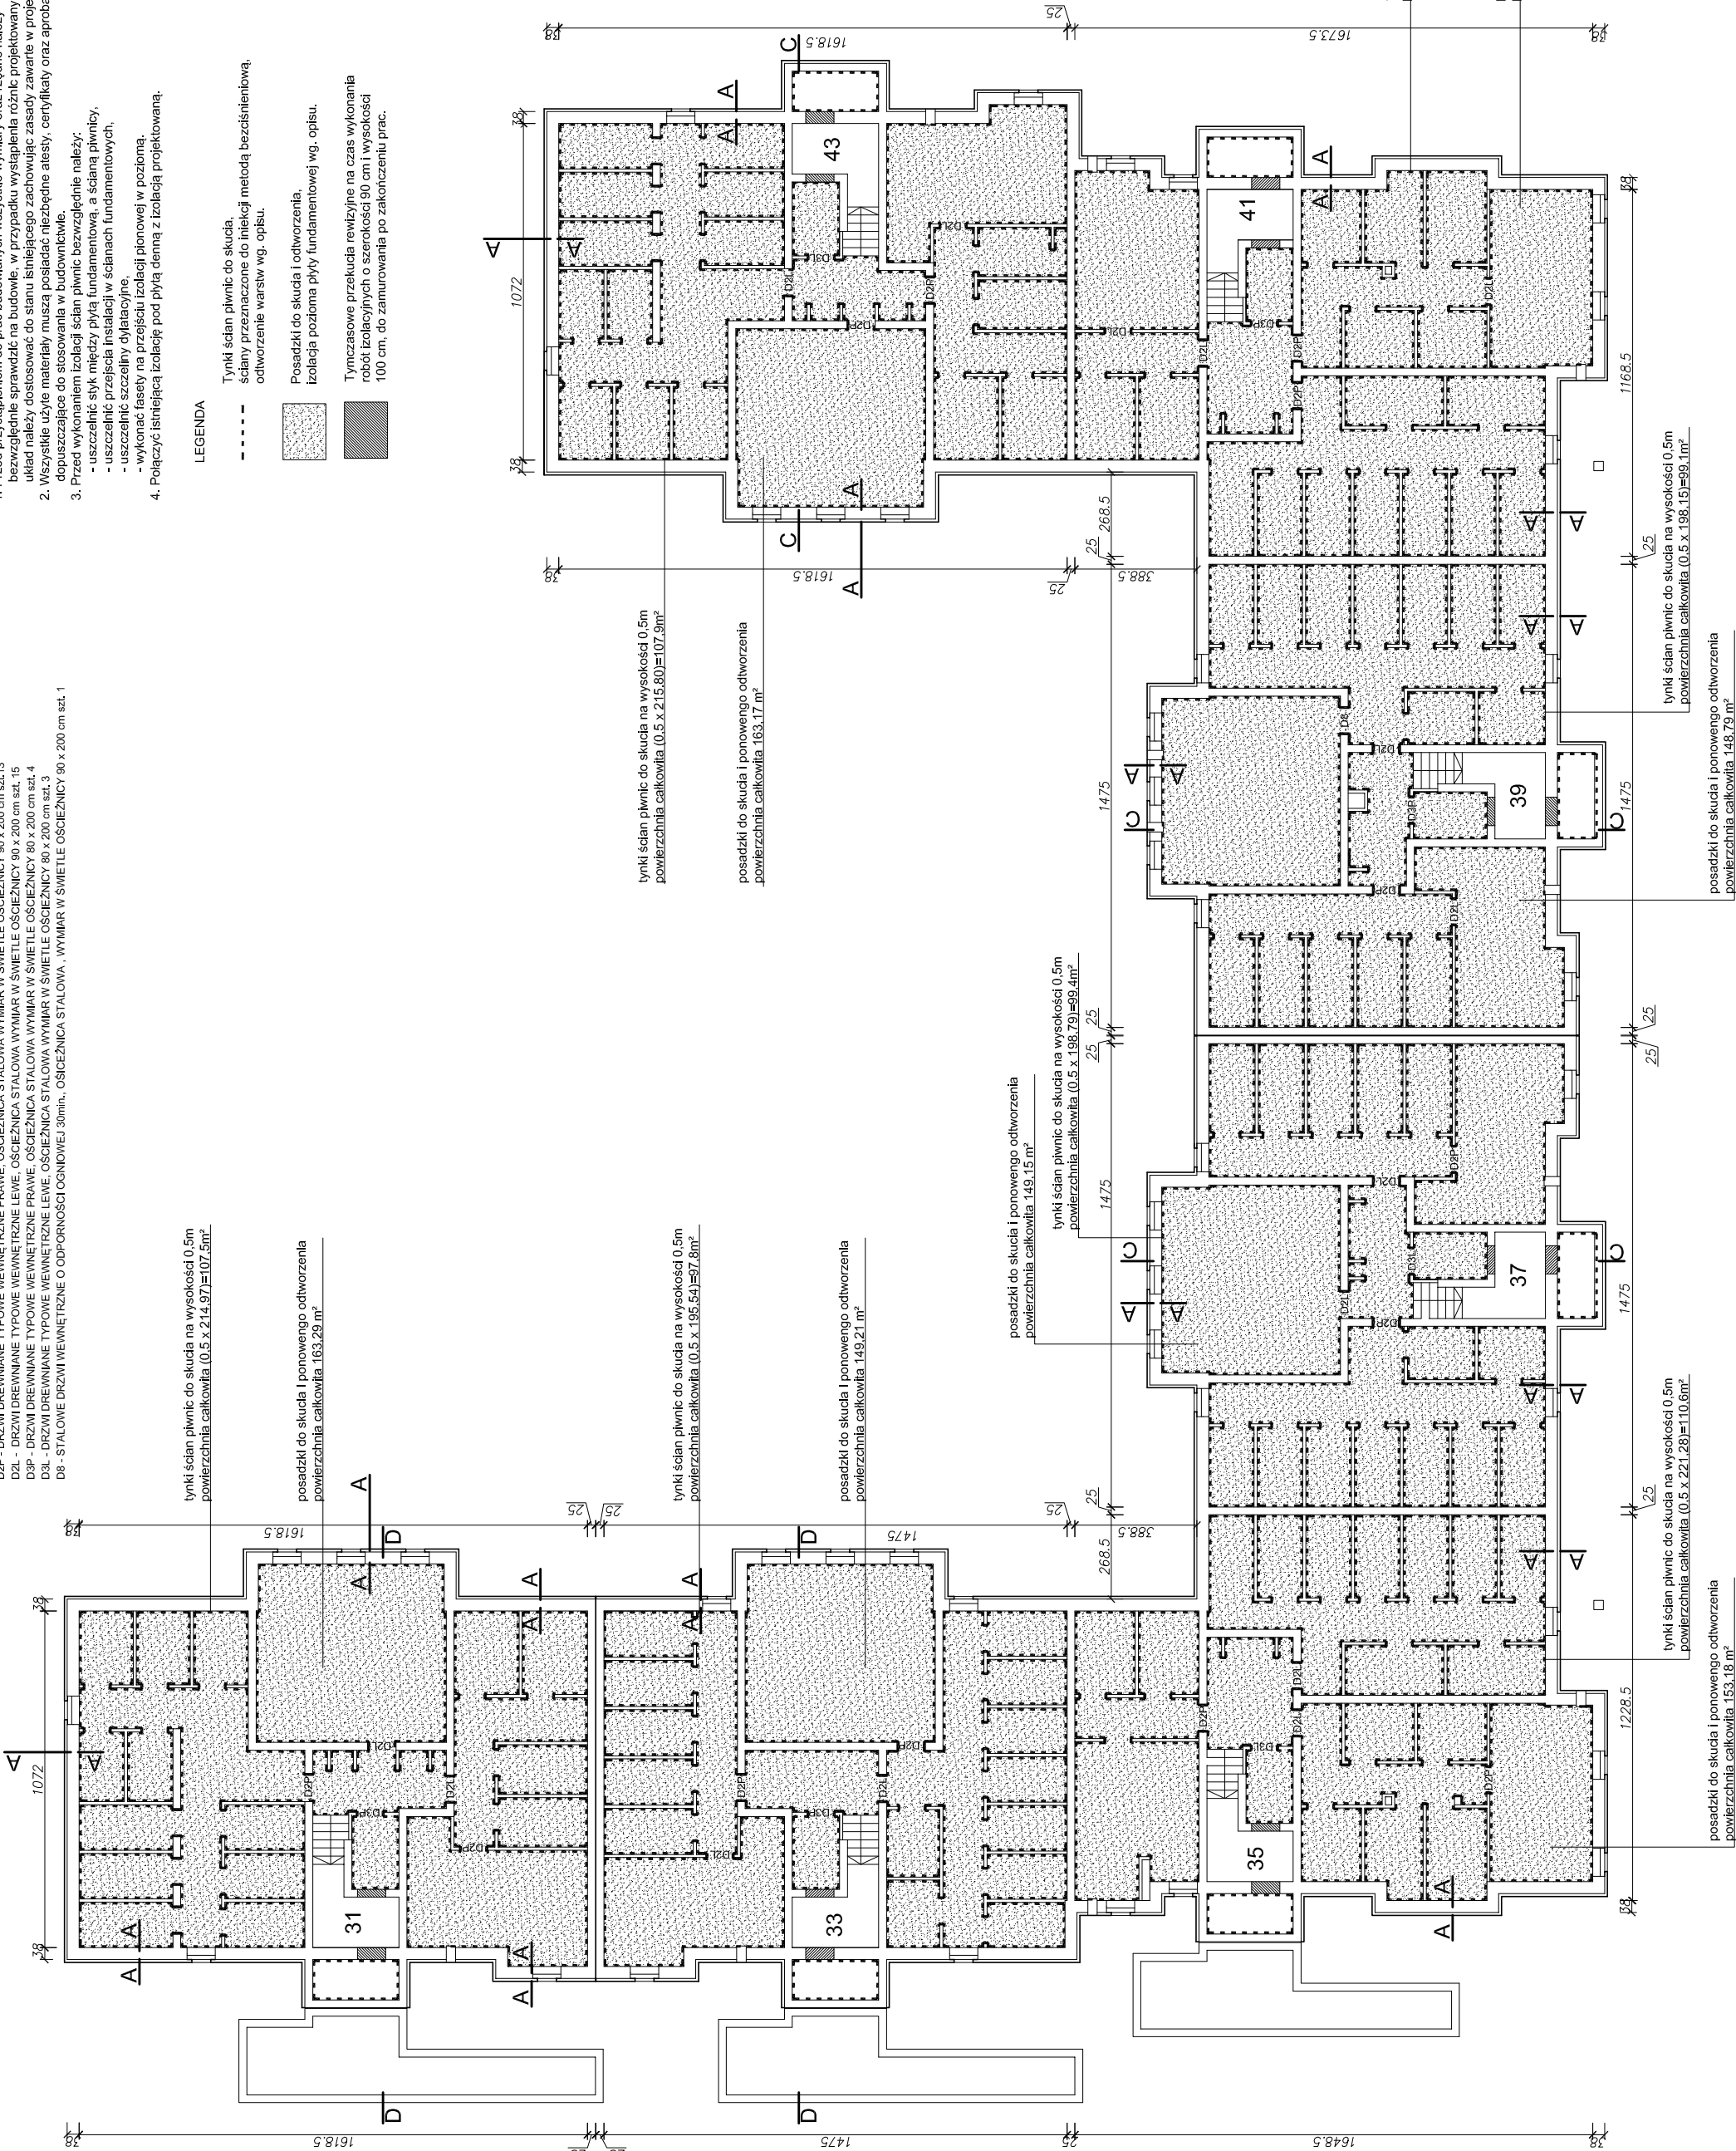 bezwzględnie sprawdzić na budowie, w przypadku wystąpienia różnic projektowany
układ należy dostosować do stanu istniejącego zachowując zasady zawarte w proje
2. Wszystkie użyte materiały muszą posiadać niezbędne atesty, certyfikaty oraz aproba
dopuszczające do stosowania w budownictwie.
3. Przed wykonaniem izolacji ścian piwnic bezwzględnie należy:
- uszczelnić styk między płytą fundamentową, a ścianą piwnicy,
- uszczelnić przejścia instalacji w ścianach fundamentowych,
- uszczelnić szczeliny dylatacyjne,
- wykonać fasety na przejściu izolacji pionowej w poziomą.
4. Połączyć istniejącą izolację pod płytą denną z izolacją projektowaną.
LEGENDA
Tynki ścian piwnic do skucia,
ściany przeznaczone do iniekcji metodą bezciśnieniową,
odtworzenie warstw wg. opisu.
Posadzki do skucia i odtworzenia,
izolacja pozioma płyty fundamentowej wg. opisu.
Tymczasowe przekucia rewizyjne na czas wykonania
robót izolacyjnych o szerokości 90 cm i wysokości
100 cm, do zamurowania po zakończeniu prac.
D2L - DRZWI DREWNIANE TYPOWE WEWNĘTRZNE LEWE, OŚCIEŻNICA STALOWA WYMIAR W ŚWIETLE OŚCIEŻNICY 90 x 200 cm szt. 15
D3P - DRZWI DREWNIANE TYPOWE WEWNĘTRZNE PRAWE, OŚCIEŻNICA STALOWA WYMIAR W ŚWIETLE OŚCIEŻNICY 80 x 200 cm szt. 4
D3L - DRZWI DREWNIANE TYPOWE WEWNĘTRZNE LEWE, OŚCIEŻNICA STALOWA WYMIAR W ŚWIETLE OŚCIEŻNICY 80 x 200 cm szt. 3
D8 - STALOWE DRZWI WEWNĘTRZNE O ODPORNOŚCI OGNIOWEJ 30min., OŚICEŻNICA STALOWA , WYMIAR W ŚWIETLE OŚCIEŻNICY 90 x 200 cm szt. 1
tynki ścian piwnic do skucia na wysokości 0,5m
powierzchnia całkowita (0.5 x 214.97)=107.5m²
posadzki do skucia i ponowengo odtworzenia
powierzchnia całkowita 163.29 m²
tynki ścian piwnic do skucia na wysokości 0,5m
powierzchnia całkowita (0.5 x 195.54)=97.8m²
posadzki do skucia i ponowengo odtworzenia
powierzchnia całkowita 149.21 m²
tynki ścian piwnic do skucia na wysokości 0,5m
powierzchnia całkowita (0.5 x 215.80)=107.9m²
posadzki do skucia i ponowengo odtworzenia
powierzchnia całkowita 163.17 m²
posadzki do skucia i ponowengo odtworzenia
powierzchnia całkowita 149.15 m²
tynki ścian piwnic do skucia na wysokości 0,5m
powierzchnia całkowita (0.5 x 198.79)=99.4m²
tynki ścian piwnic do skucia na wysokości 0,5m
powierzchnia całkowita (0.5 x 221.28)=110.6m²
posadzki do skucia i ponowengo odtworzenia
powierzchnia całkowita 153.18 m²
tynki ścian piwnic do skucia na wysokości 0,5m
powierzchnia całkowita (0.5 x 198.15)=99.1m²
posadzki do skucia i ponowengo odtworzenia
powierzchnia całkowita 148.79 m²
31
33
35
37
39
41
43
1072
1618.5
1475
1648.5
388.5
268.5
1228.5
1475
1475
1168.5
1673.5
1618.5
1072